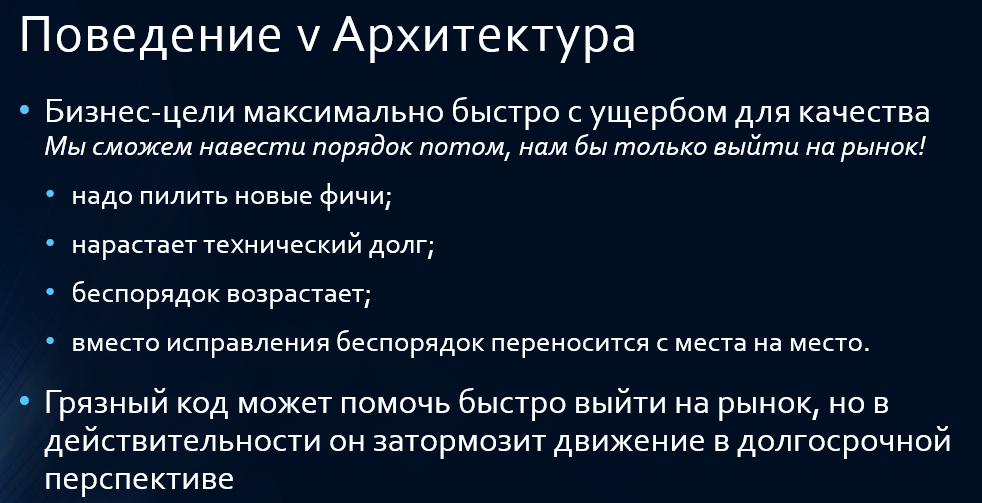 Поведение v Архитектура
• Бизнес-цели максимально быстро с ущербом для качества
Мы сможем навести порядок потом, нам бы только выйти на рынок!
• надо пилить новые фичи;
• нарастает технический долг;
• беспорядок возрастает;
• вместо исправления беспорядок переносится с места на место.
• Грязный код может помочь быстро выйти на рынок, но в
действительности он затормозит движение в долгосрочной
перспективе